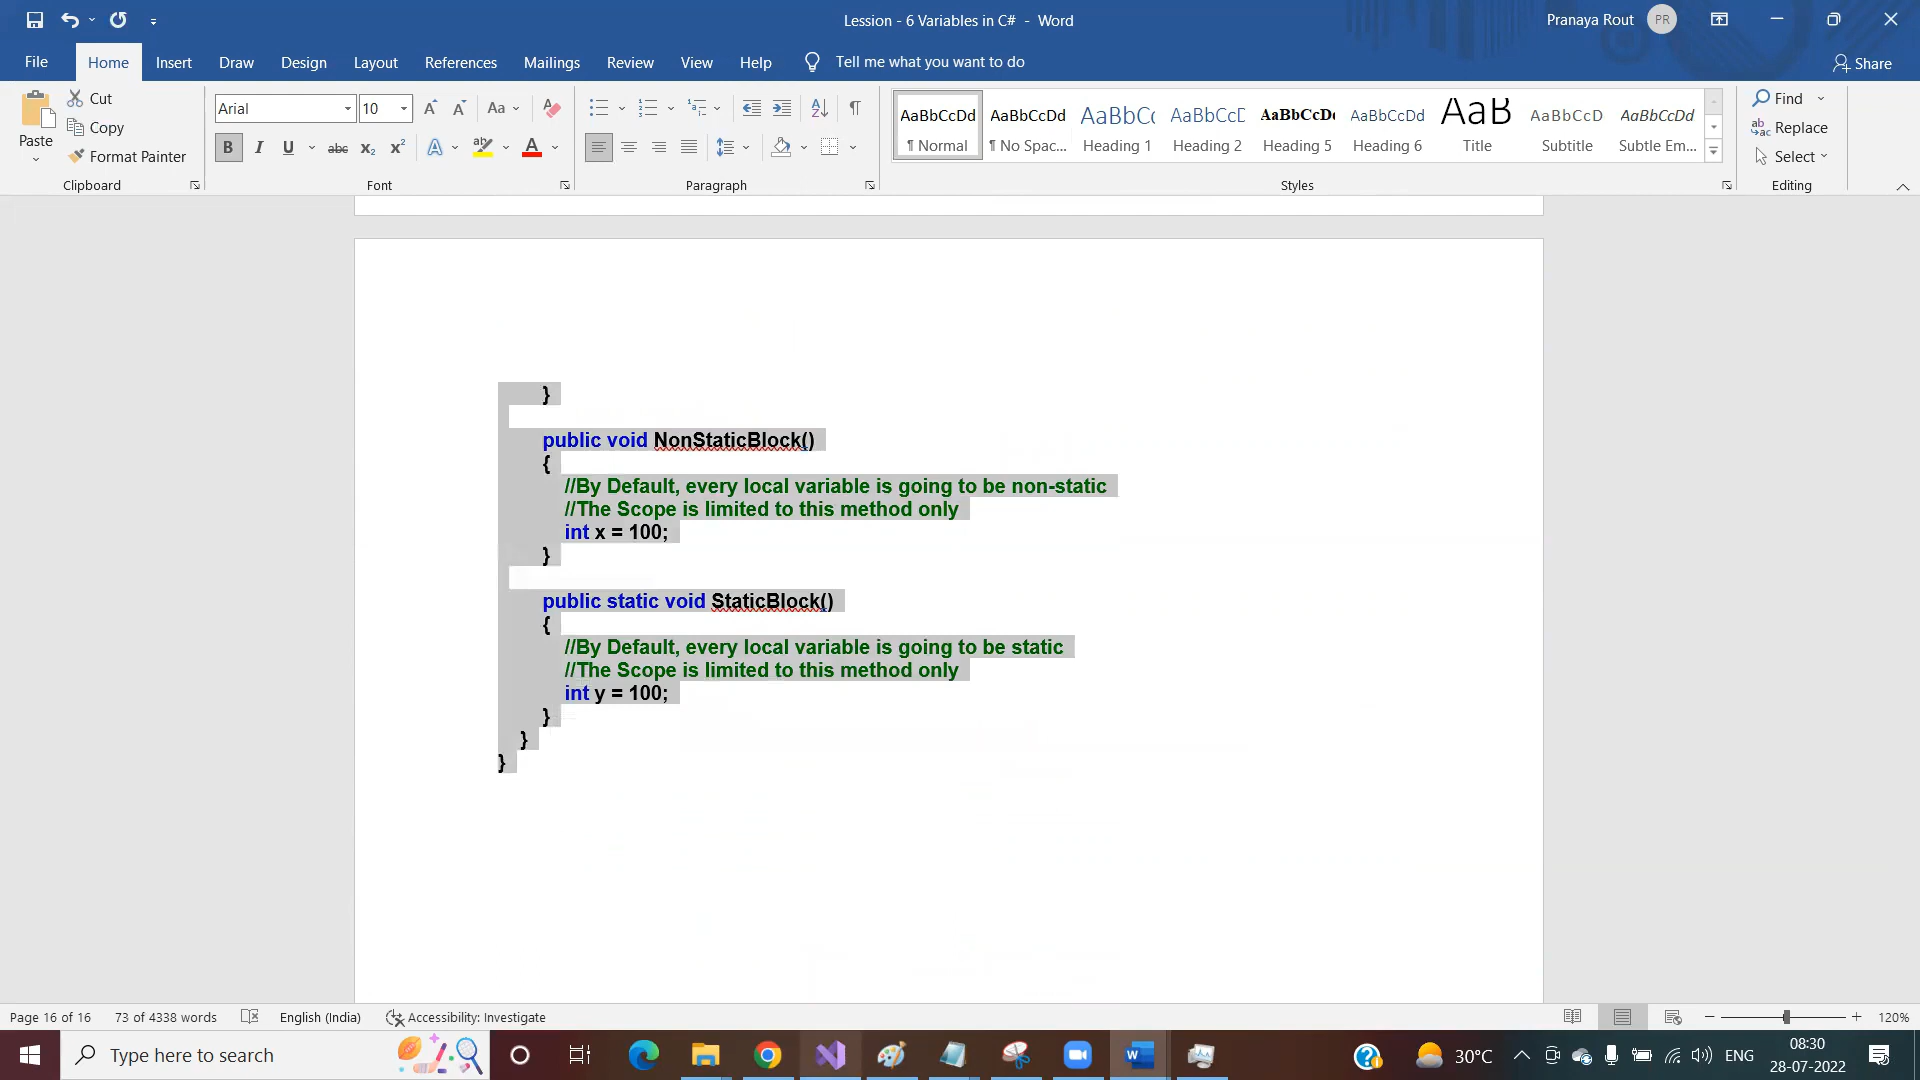 Lession - 6 Variables in C# - Word
Pranaya Rout PR
File Home Insert Draw Design Layout References Mailings Review View Help Tell me what you want to do
Share
Paste
Cut
Copy
Format Painter
Clipboard
Arial 10
Font
Paragraph
AaBbCcDd AaBbCcDd AaBbC AaBbCcD AaBbCcD AaBbCcDd AaB AaBbCcD AaBbCcDd
¶ Normal ¶ No Spac... Heading 1 Heading 2 Heading 5 Heading 6 Title Subtitle Subtle Em...
Styles
Find
Replace
Select
Editing
}
public void NonStaticBlock()
{
//By Default, every local variable is going to be non-static
//The Scope is limited to this method only
int x = 100;
}
public static void StaticBlock()
{
//By Default, every local variable is going to be static
//The Scope is limited to this method only
int y = 100;
}
}
}
Page 16 of 16 73 of 4338 words English (India) Accessibility: Investigate 120%
Type here to search
30°C ENG
08:30
28-07-2022